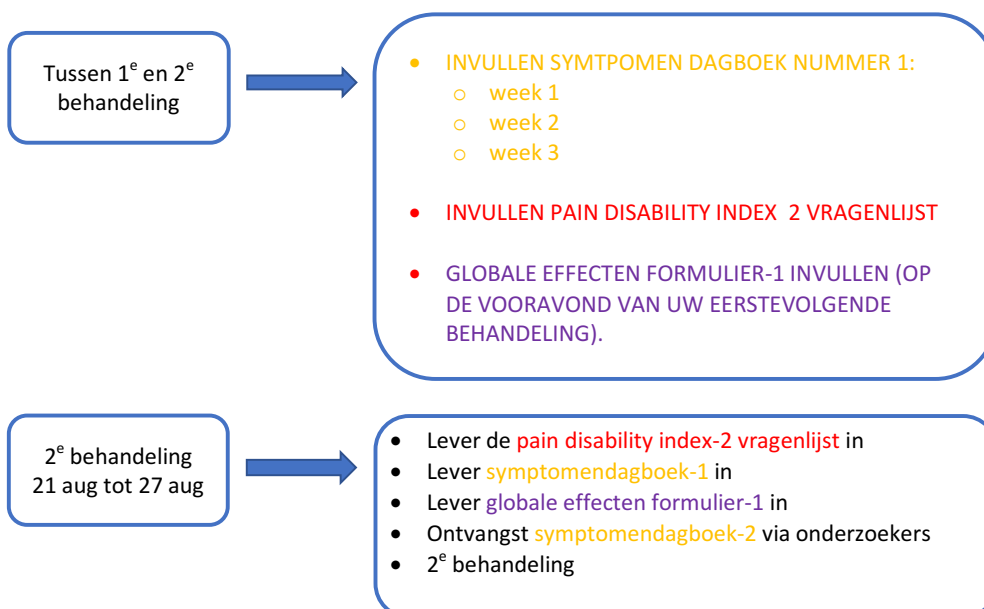 Tussen 1e en 2e
behandeling
• INVULLEN SYMTPOMEN DAGBOEK NUMMER 1:
o week 1
o week 2
o week 3
• INVULLEN PAIN DISABILITY INDEX 2 VRAGENLIJST
• GLOBALE EFFECTEN FORMULIER-1 INVULLEN (OP
DE VOORAVOND VAN UW EERSTEVOLGENDE
BEHANDELING).
2e behandeling
21 aug tot 27 aug
• Lever de pain disability index-2 vragenlijst in
• Lever symptomendagboek-1 in
• Lever globale effecten formulier-1 in
• Ontvangst symptomendagboek-2 via onderzoekers
• 2e behandeling